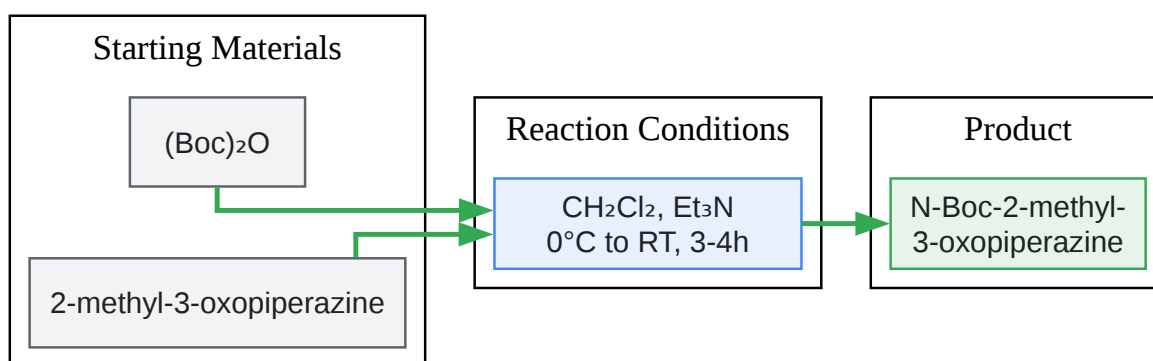 Starting Materials
(Boc)₂O
2-methyl-3-oxopiperazine
Reaction Conditions
CH₂Cl₂, Et₃N
0°C to RT, 3-4h
Product
N-Boc-2-methyl-
3-oxopiperazine